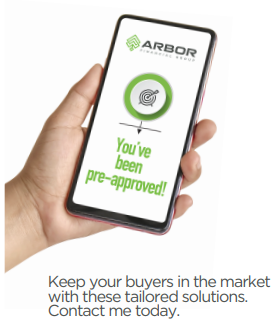 ARBOR
FINANCIAL GROUP
You've
been
pre-approved!
Keep your buyers in the market
with these tailored solutions.
Contact me today.